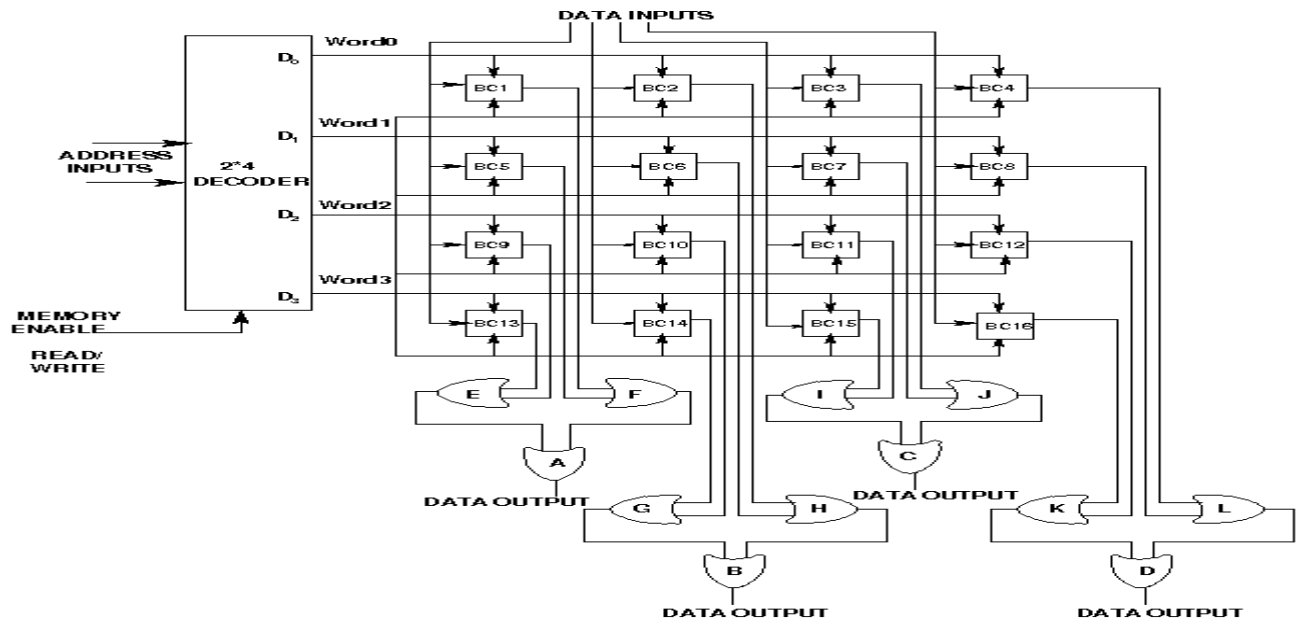 DATA INPUTS
Word0
D0
BC1
BC2
BC3
BC4
Word1
D1
ADDRESS
INPUTS
2*4
DECODER
BC5
BC6
BC7
BC8
Word2
D2
BC9
BC10
BC11
BC12
Word3
D3
MEMORY
ENABLE
BC13
BC14
BC15
BC16
READ/
WRITE
E
F
I
J
A
C
DATA OUTPUT
DATA OUTPUT
G
H
K
L
B
D
DATA OUTPUT
DATA OUTPUT